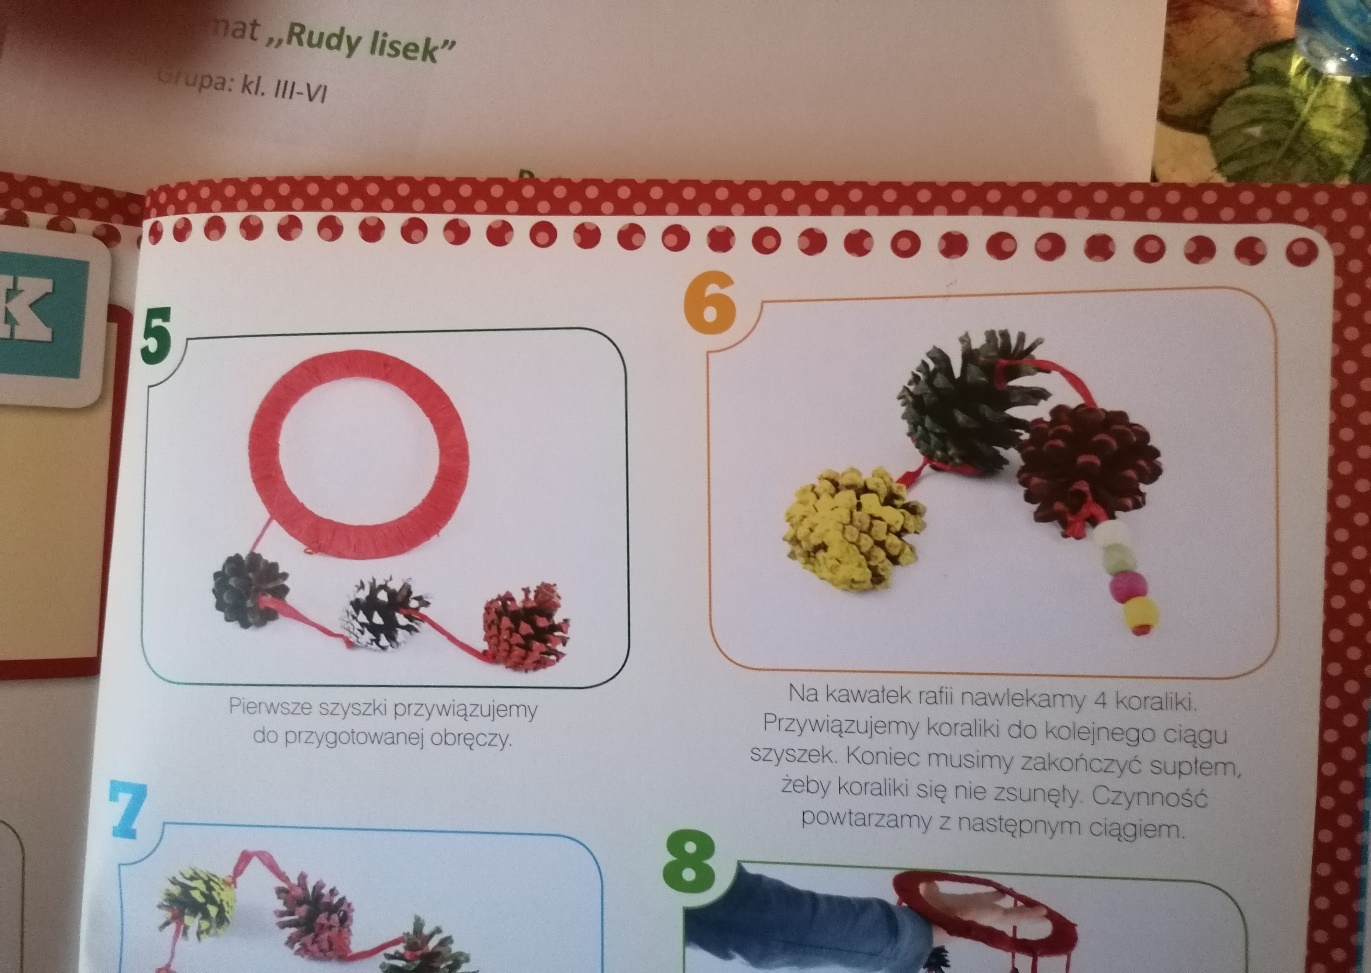 „Rudy lisek”
Grupa: kl. III-VI
K
5
6
Pierwsze szyszki przywiązujemy
do przygotowanej obręczy.
Na kawałek rafii nawlekamy 4 koraliki.
Przywiązujemy koraliki do kolejnego ciągu
szyszek. Koniec musimy zakończyć supłem,
żeby koraliki się nie zsunęły. Czynność
powtarzamy z następnym ciągiem.
7
8